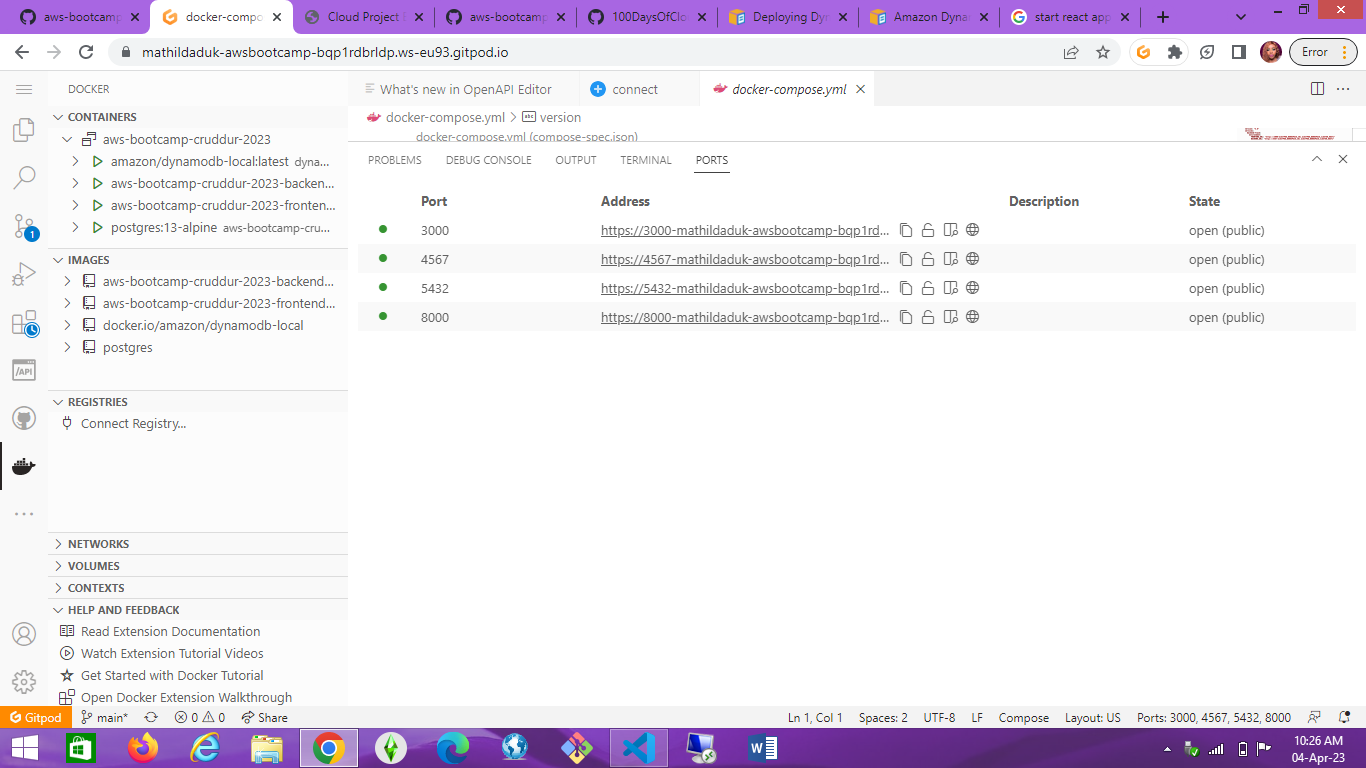 aws-bootcamp
docker-compo
Cloud Project
aws-bootcamp
100DaysOfClo
Deploying Dyn
Amazon Dyna
start react app
mathildaduk-awsbootcamp-bqp1rdbrldp.ws-eu93.gitpod.io
Error
DOCKER
CONTAINERS
aws-bootcamp-cruddur-2023
amazon/dynamodb-local:latest dyna...
aws-bootcamp-cruddur-2023-backen...
aws-bootcamp-cruddur-2023-fronten...
postgres:13-alpine aws-bootcamp-cru...
IMAGES
aws-bootcamp-cruddur-2023-backend...
aws-bootcamp-cruddur-2023-frontend...
docker.io/amazon/dynamodb-local
postgres
REGISTRIES
Connect Registry...
NETWORKS
VOLUMES
CONTEXTS
HELP AND FEEDBACK
Read Extension Documentation
Watch Extension Tutorial Videos
Get Started with Docker Tutorial
Open Docker Extension Walkthrough
/API
1
What's new in OpenAPI Editor
connect
docker-compose.yml
docker-compose.yml > abc version
docker-compose.yml (compose-spec.json)
PROBLEMS DEBUG CONSOLE OUTPUT TERMINAL PORTS
Port Address Description State
3000 https://3000-mathildaduk-awsbootcamp-bqp1rd... open (public)
4567 https://4567-mathildaduk-awsbootcamp-bqp1rd... open (public)
5432 https://5432-mathildaduk-awsbootcamp-bqp1rd... open (public)
8000 https://8000-mathildaduk-awsbootcamp-bqp1rd... open (public)
Gitpod main* 0 0 Share Ln 1, Col 1 Spaces: 2 UTF-8 LF Compose Layout: US Ports: 3000, 4567, 5432, 8000
10:26 AM
04-Apr-23